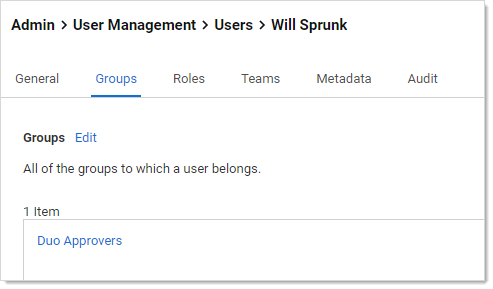 Admin > User Management > Users > Will Sprunk
General Groups Roles Teams Metadata Audit
Groups Edit
All of the groups to which a user belongs.
1 Item
Duo Approvers